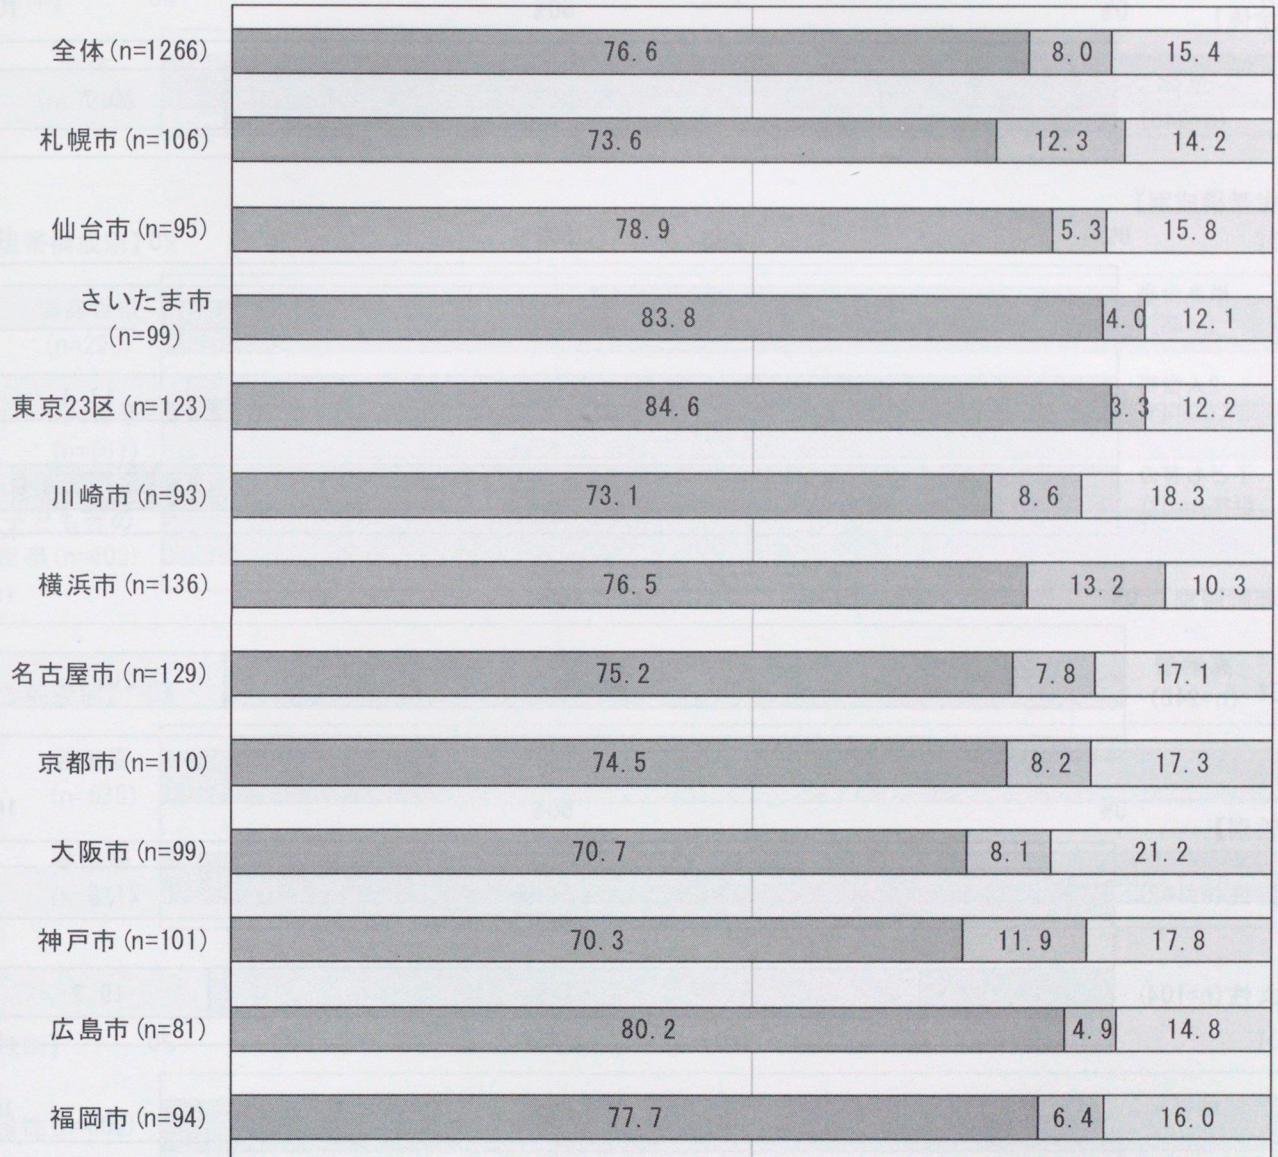 全体(n=1266) 76.6 8.0 15.4
札幌市(n=106) 73.6 12.3 14.2
仙台市(n=95) 78.9 5.3 15.8
さいたま市
(n=99) 83.8 4.0 12.1
東京23区(n=123) 84.6 3.3 12.2
川崎市(n=93) 73.1 8.6 18.3
横浜市(n=136) 76.5 13.2 10.3
名古屋市(n=129) 75.2 7.8 17.1
京都市(n=110) 74.5 8.2 17.3
大阪市(n=99) 70.7 8.1 21.2
神戸市(n=101) 70.3 11.9 17.8
広島市(n=81) 80.2 4.9 14.8
福岡市(n=94) 77.7 6.4 16.0